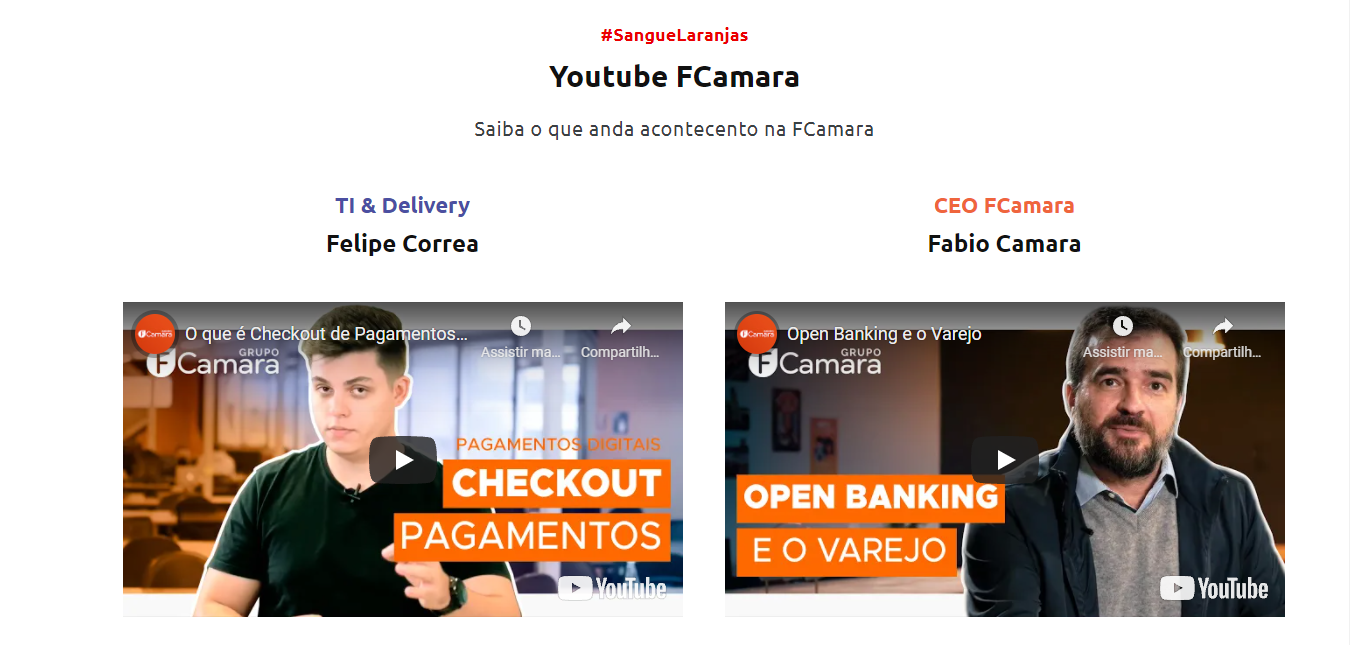 #SangueLaranjas
Youtube FCamara
Saiba o que anda acontecento na FCamara
TI & Delivery
Felipe Correa
CEO FCamara
Fabio Camara
FCamara
O que é Checkout de Pagamentos...
Assistir ma...
Compartilh...
GRUPO
FCamara
PAGAMENTOS DIGITAIS
CHECKOUT
PAGAMENTOS
YouTube
FCamara
Open Banking e o Varejo
Assistir ma...
Compartilh...
GRUPO
FCamara
OPEN BANKING
E O VAREJO
YouTube